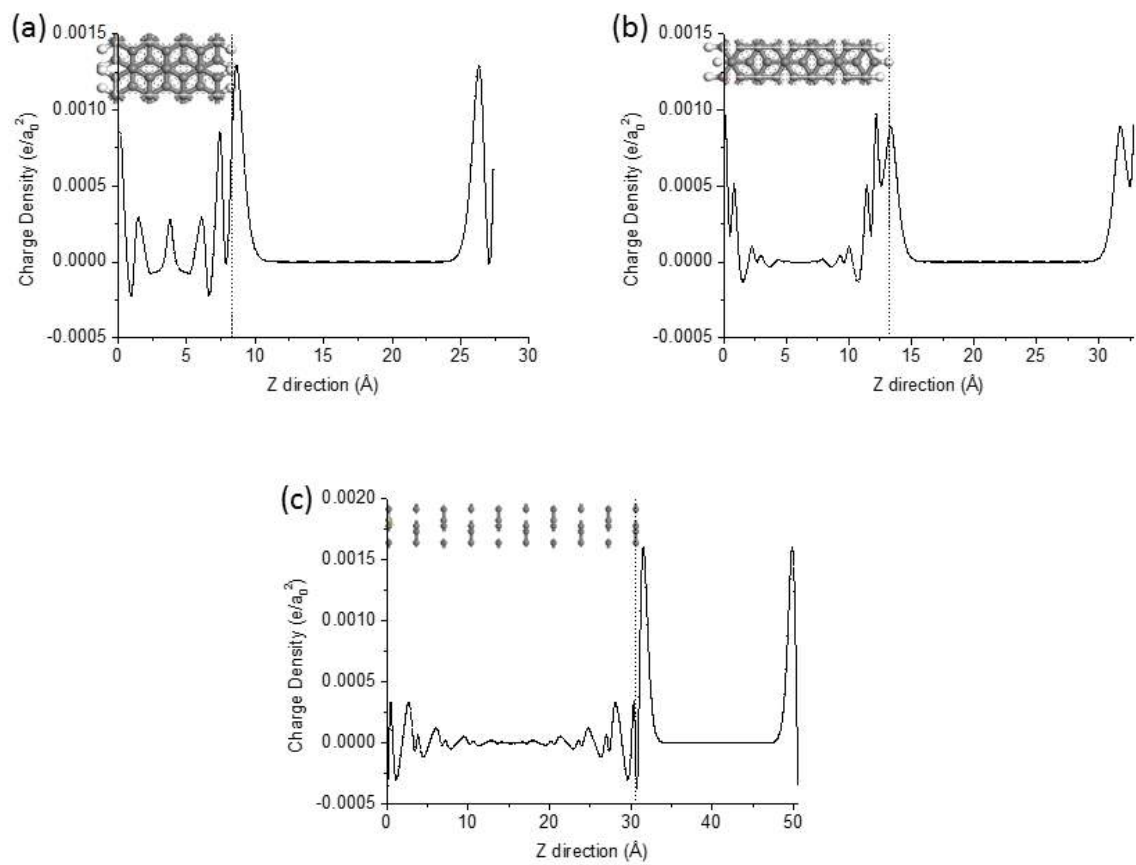 (a)
0.0015
0.0010
0.0005
0.0000
-0.0005
Charge Density (e/a₀²)
0 5 10 15 20 25 30
Z direction (Å)
(b)
0.0015
0.0010
0.0005
0.0000
-0.0005
Charge Density (e/a₀²)
0 5 10 15 20 25 30
Z direction (Å)
(c)
0.0020
0.0015
0.0010
0.0005
0.0000
-0.0005
Charge Density (e/a₀²)
0 10 20 30 40 50
Z direction (Å)